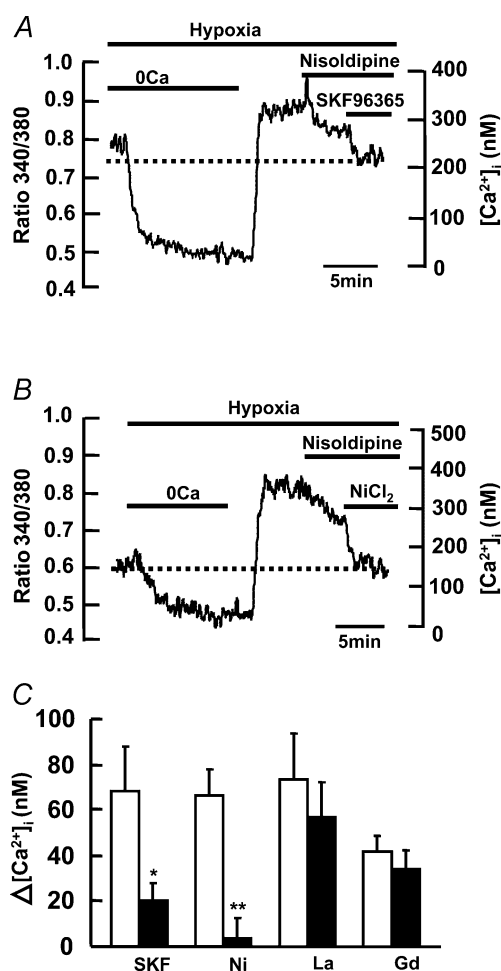 A
Hypoxia
Nisoldipine
0Ca
SKF96365
1.0
0.9
0.8
0.7
0.6
0.5
0.4
Ratio 340/380
400
300
200
100
0
[Ca²⁺]ᵢ (nM)
5min
B
Hypoxia
Nisoldipine
0Ca
NiCl₂
1.0
0.9
0.8
0.6
0.5
0.4
Ratio 340/380
500
400
300
200
100
0
[Ca²⁺]ᵢ (nM)
5min
C
100
80
60
40
20
0
Δ[Ca²⁺]ᵢ (nM)
*
**
SKF
Ni
La
Gd